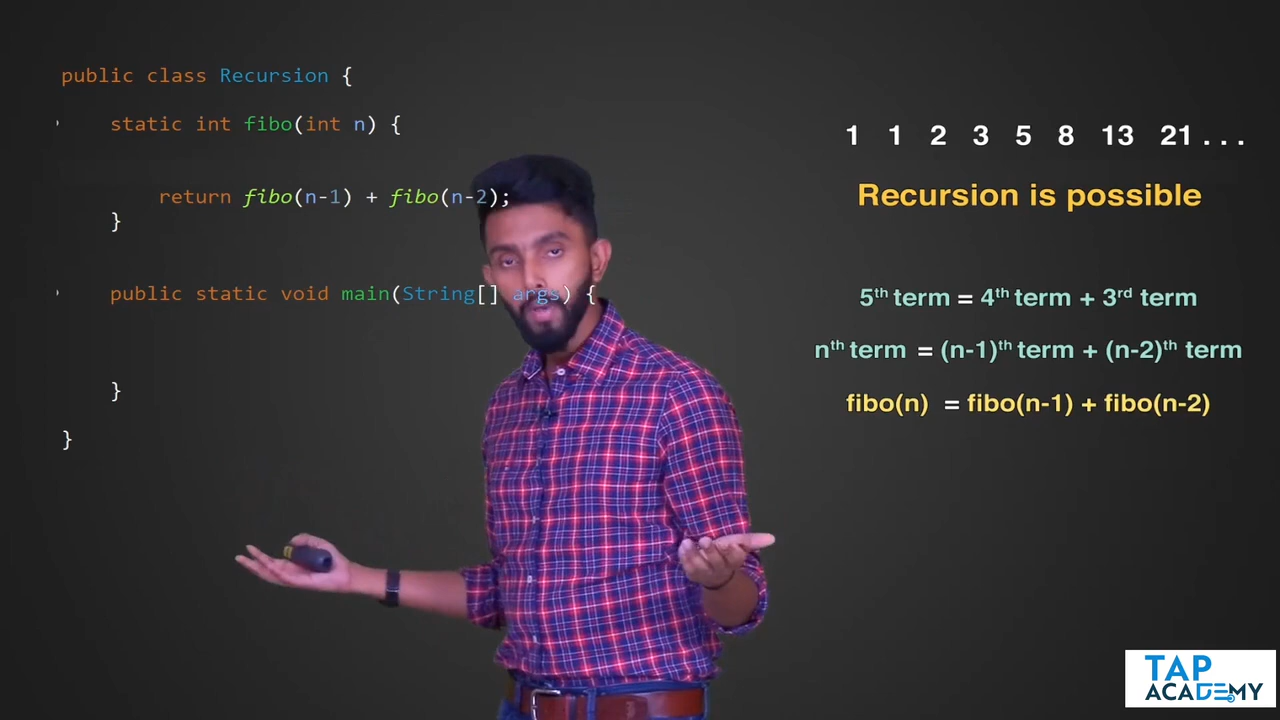 public class Recursion {
static int fibo(int n) {
return fibo(n-1) + fibo(n-2);
}
public static void main(String[] args) {
}
}
1 1 2 3 5 8 13 21 . . .
Recursion is possible
5th term = 4th term + 3rd term
nth term = (n-1)th term + (n-2)th term
fibo(n) = fibo(n-1) + fibo(n-2)
TAP
ACADEMY